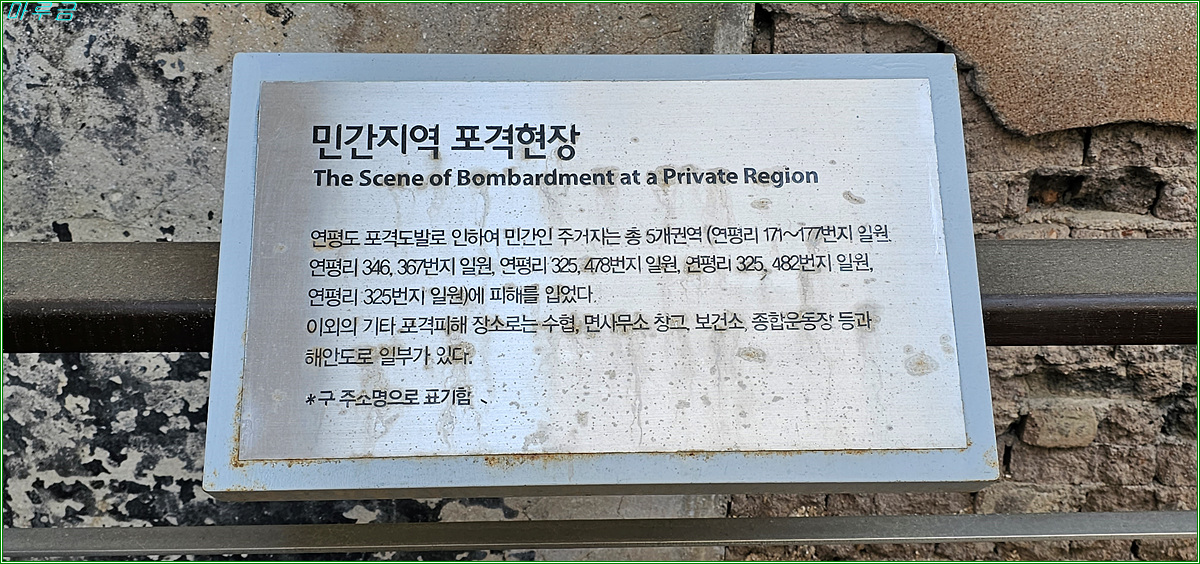 마루금
민간지역 포격현장
The Scene of Bombardment at a Private Region
연평도 포격도발로 인하여 민간인 주거지는 총 5개권역 (연평리 171~177번지 일원.
연평리 346, 367번지 일원, 연평리 325, 478번지 일원, 연평리 325, 482번지 일원,
연평리 325번지 일원)에 피해를 입었다.
이외의 기타 포격피해 장소로는 수협, 면사무소 창고, 보건소, 종합운동장 등과
해안도로 일부가 있다.
*구 주소명으로 표기함